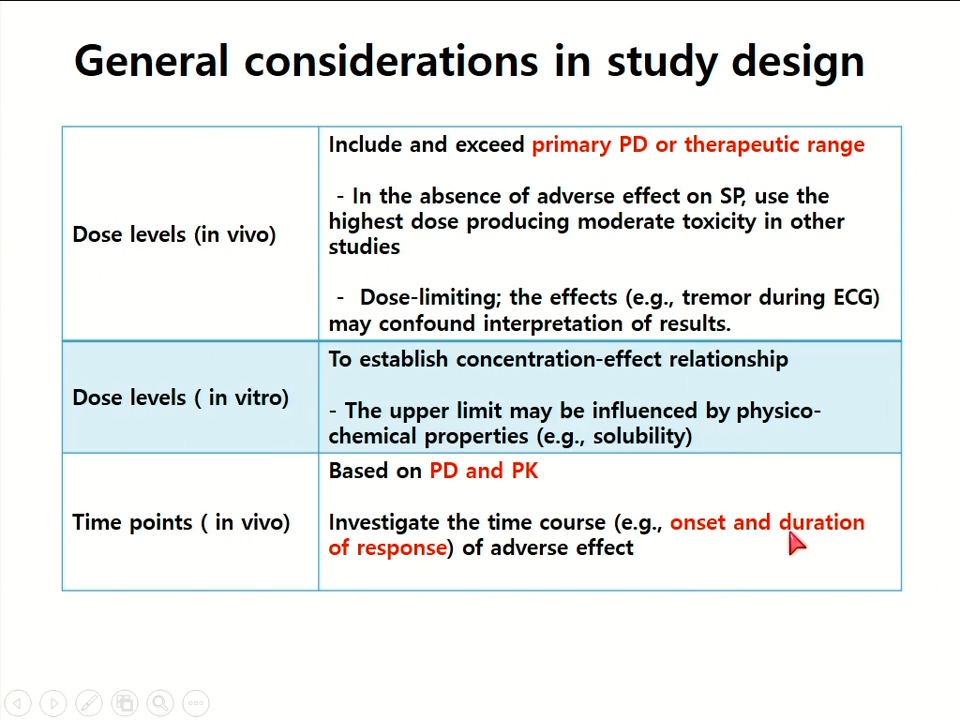 General considerations in study design
Dose levels (in vivo)
Include and exceed primary PD or therapeutic range
- In the absence of adverse effect on SP, use the
highest dose producing moderate toxicity in other
studies
- Dose-limiting; the effects (e.g., tremor during ECG)
may confound interpretation of results.
Dose levels ( in vitro)
To establish concentration-effect relationship
- The upper limit may be influenced by physico-
chemical properties (e.g., solubility)
Time points ( in vivo)
Based on PD and PK
Investigate the time course (e.g., onset and duration
of response) of adverse effect